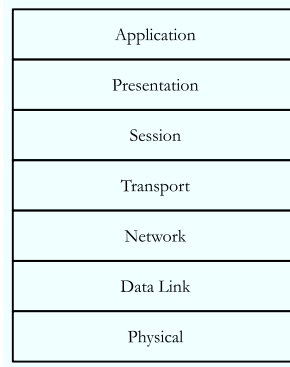 Application
Presentation
Session
Transport
Network
Data Link
Physical